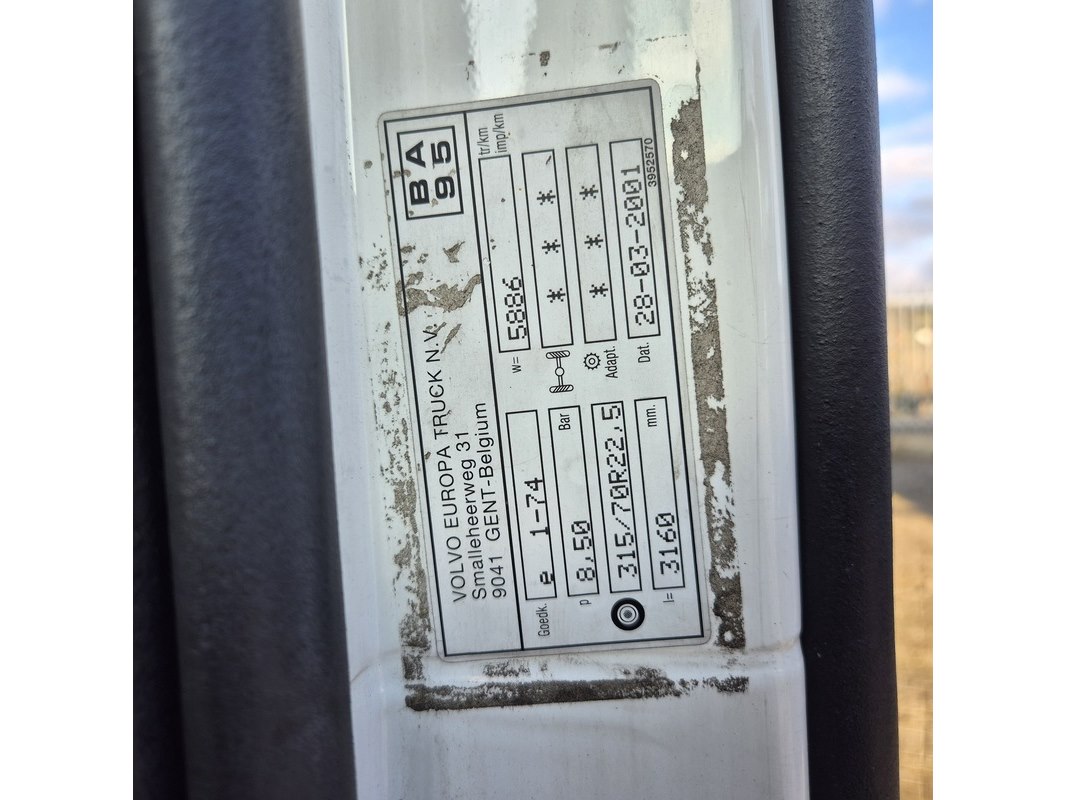 VOLVO EUROPA TRUCK N.V.
Smalleheerweg 31
9041 GENT-Belgium
BA
95
Goedk. e 1-74
w= 5886 tr/km
imp/km
p 8,50 Bar
* * *
315/70R22,5
Adapt. * * *
l= 3160 mm.
Dat. 28-03-2001
3952570